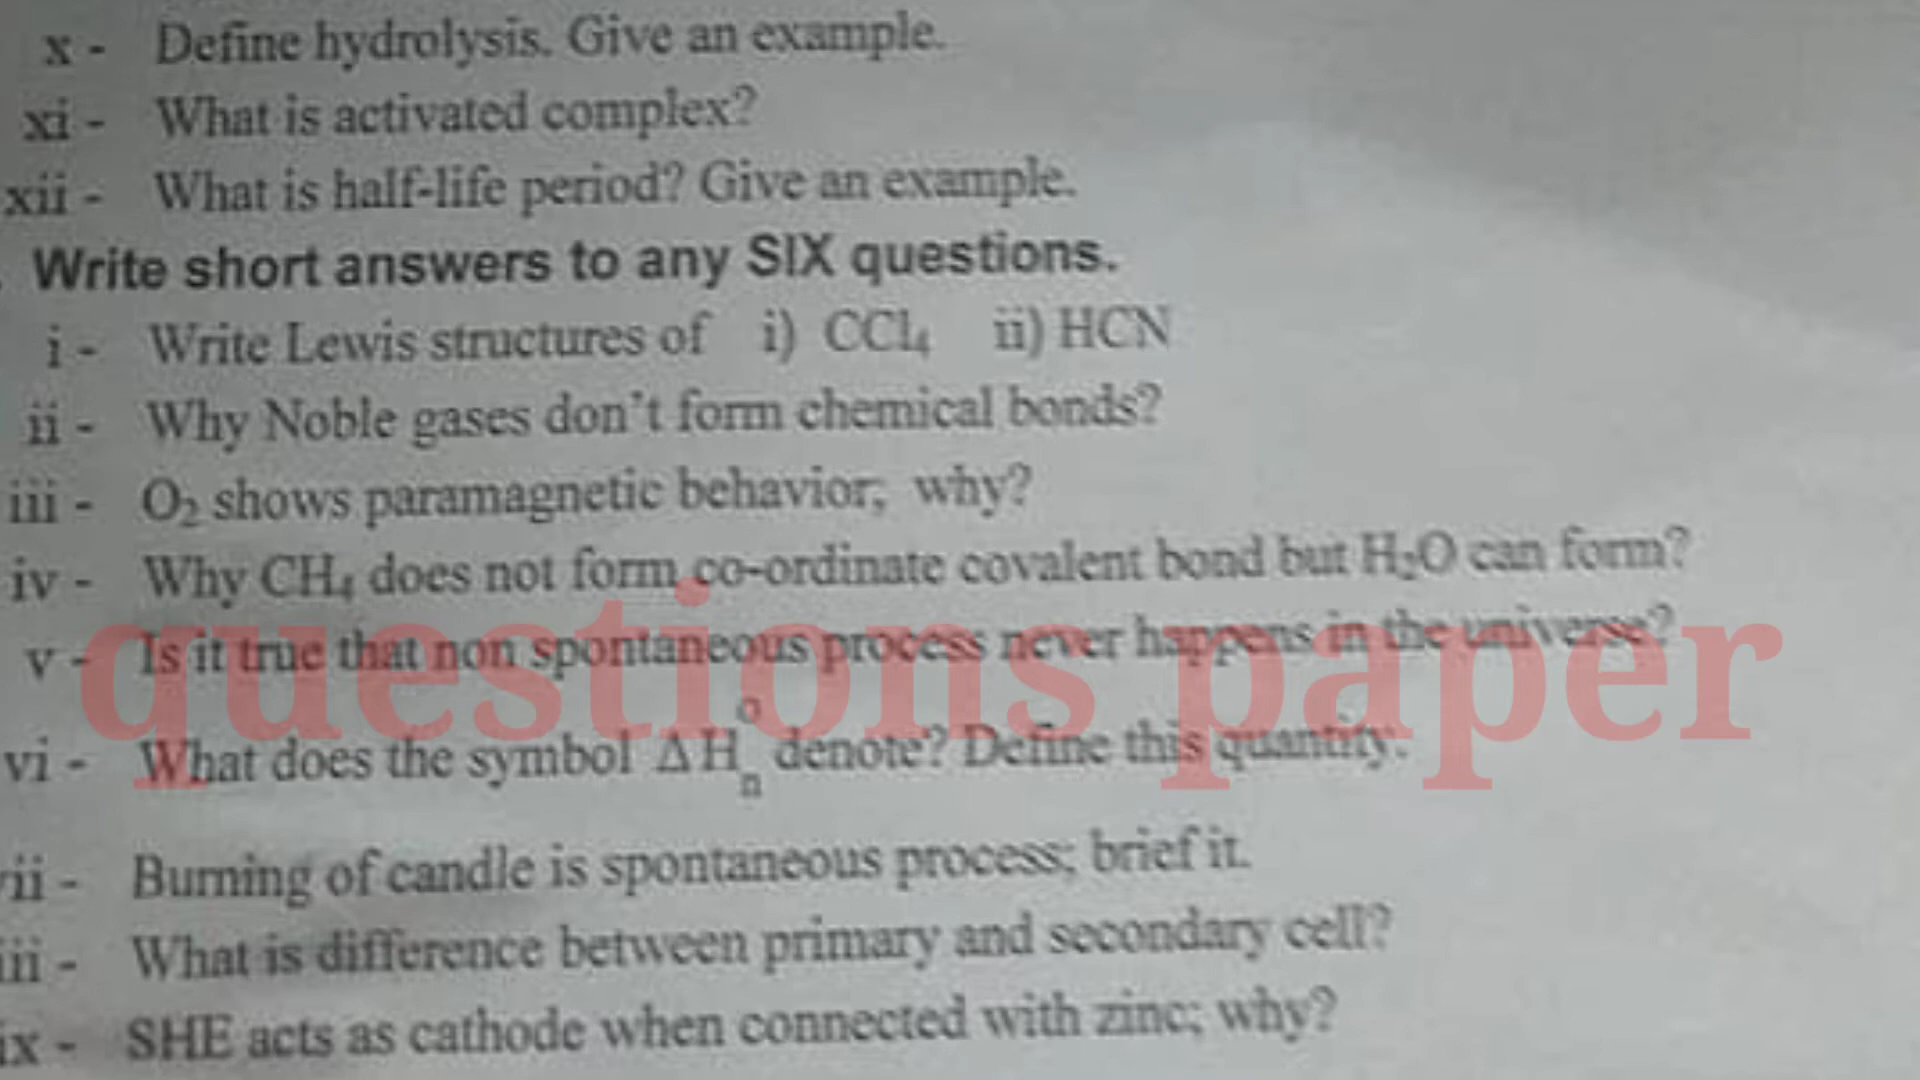 x - Define hydrolysis. Give an example.
xi - What is activated complex?
xii - What is half-life period? Give an example.
. Write short answers to any SIX questions.
i - Write Lewis structures of i) CCl₄ ii) HCN
ii - Why Noble gases don't form chemical bonds?
iii - O₂ shows paramagnetic behavior; why?
iv - Why CH₄ does not form co-ordinate covalent bond but H₂O can form?
v - Is it true that non spontaneous process never happens in the universe?
questions paper
vi - What does the symbol ΔH°ₙ denote? Define this quantity.
ii - Burning of candle is spontaneous process; brief it.
iii - What is difference between primary and secondary cell?
ix - SHE acts as cathode when connected with zinc; why?